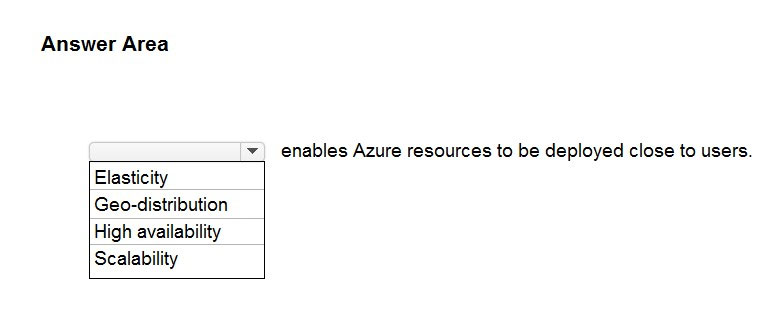 Answer Area
enables Azure resources to be deployed close to users.
Elasticity
Geo-distribution
High availability
Scalability